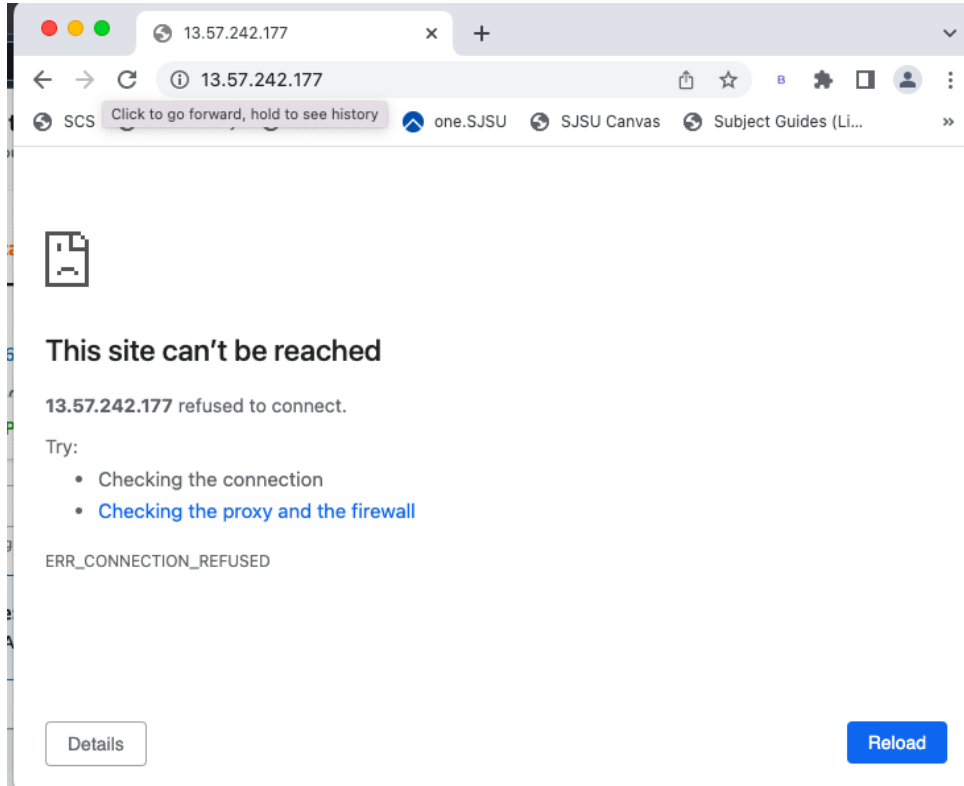 13.57.242.177
13.57.242.177
B
SCS
Click to go forward, hold to see history
one.SJSU
SJSU Canvas
Subject Guides (Li...
»
This site can't be reached
13.57.242.177 refused to connect.
Try:
• Checking the connection
• Checking the proxy and the firewall
ERR_CONNECTION_REFUSED
Details
Reload